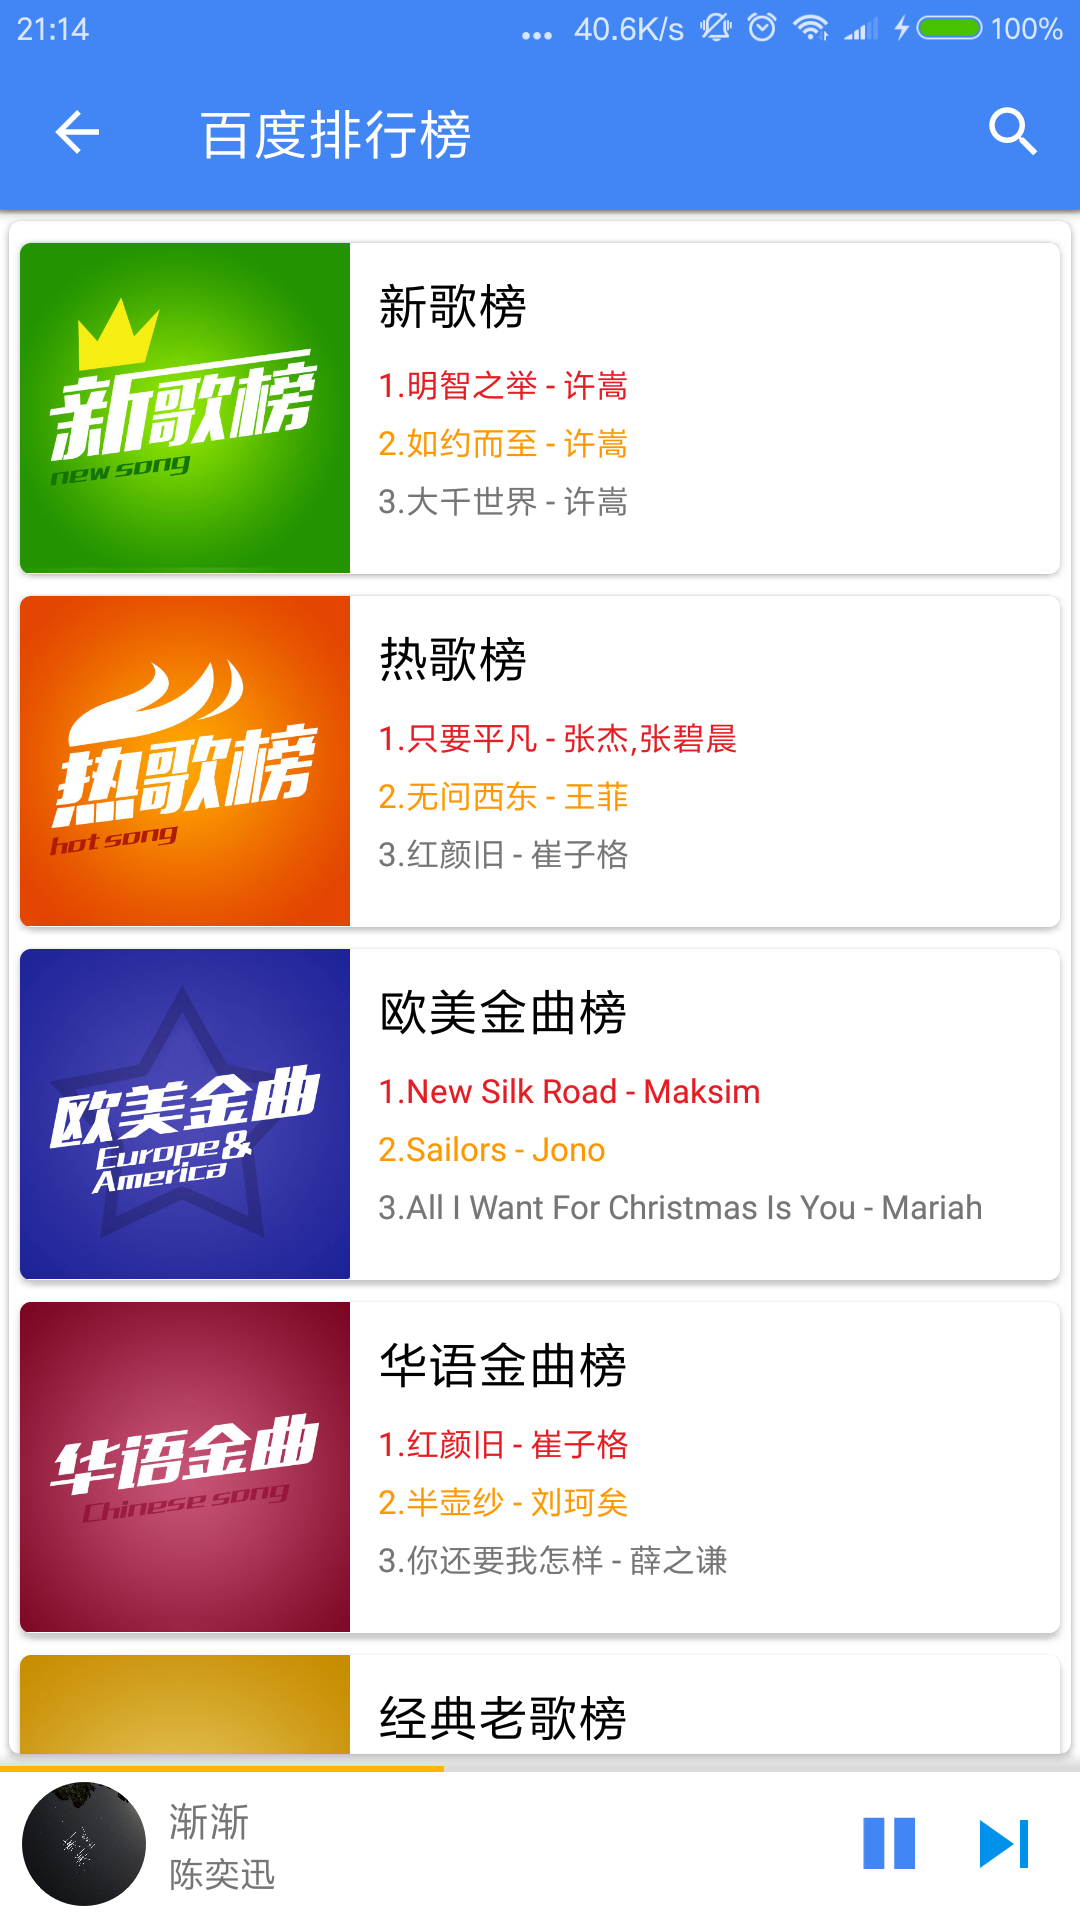 21:14
... 40.6K/s 100%
百度排行榜
新歌榜
new song
新歌榜
1.明智之举 - 许嵩
2.如约而至 - 许嵩
3.大千世界 - 许嵩
热歌榜
hot song
热歌榜
1.只要平凡 - 张杰,张碧晨
2.无问西东 - 王菲
3.红颜旧 - 崔子格
欧美金曲
Europe &
America
欧美金曲榜
1.New Silk Road - Maksim
2.Sailors - Jono
3.All I Want For Christmas Is You - Mariah
华语金曲
Chinese song
华语金曲榜
1.红颜旧 - 崔子格
2.半壶纱 - 刘珂矣
3.你还要我怎样 - 薛之谦
经典老歌榜
渐渐
陈奕迅